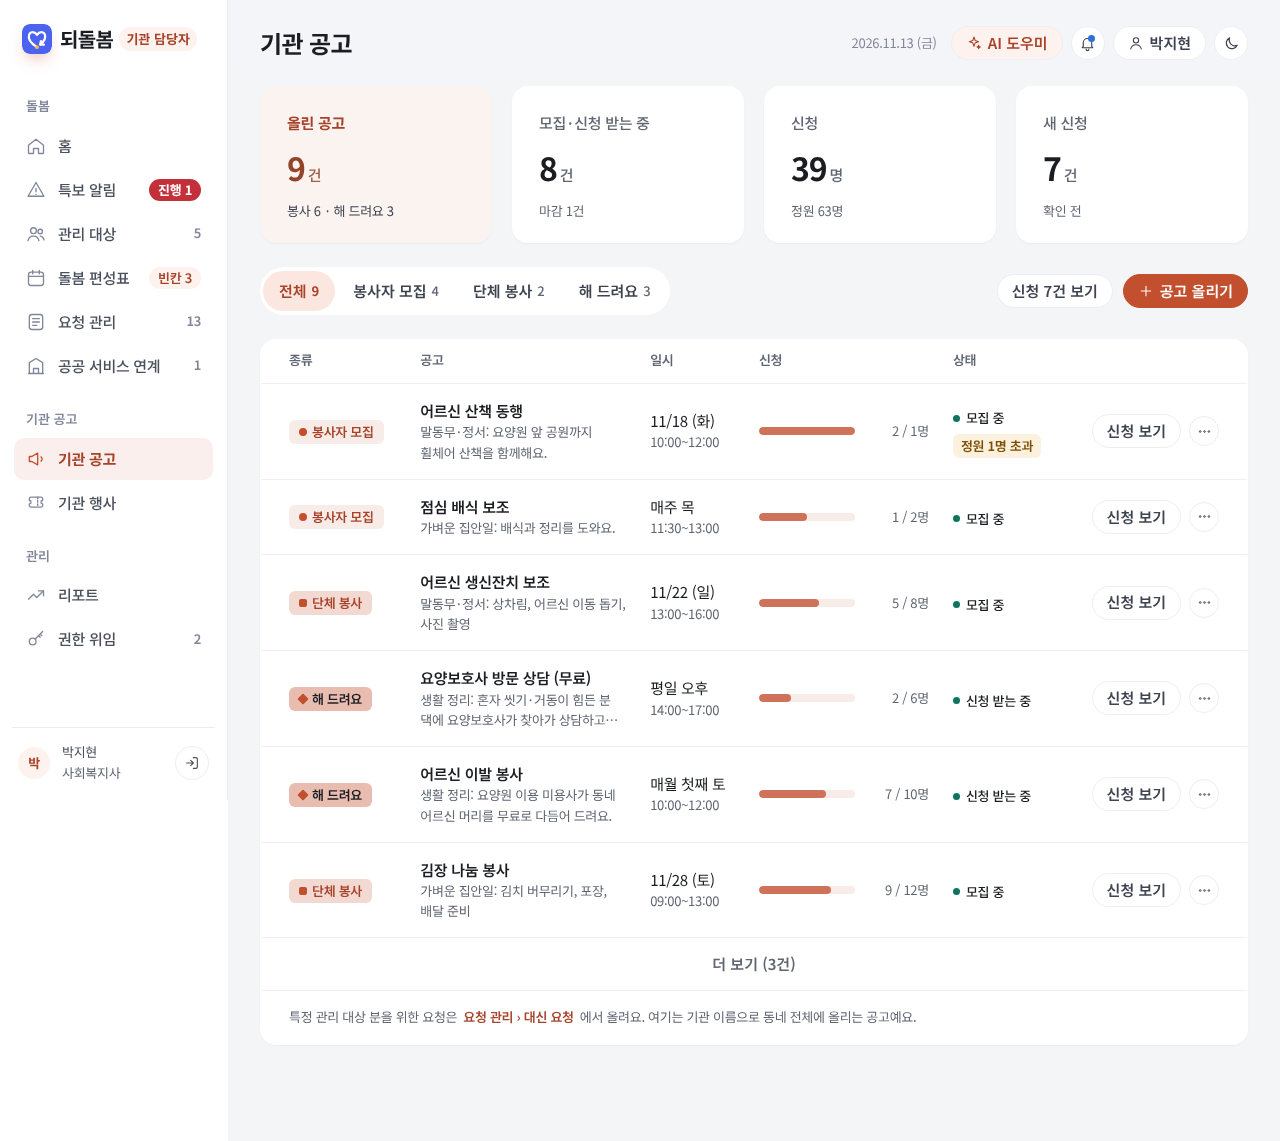 되돌봄 기관 담당자
돌봄
홈
특보 알림 진행 1
관리 대상 5
돌봄 편성표 빈칸 3
요청 관리 13
공공 서비스 연계 1
기관 공고
기관 공고
기관 행사
관리
리포트
권한 위임 2
박 박지현
사회복지사
기관 공고
2026.11.13 (금) AI 도우미 박지현
올린 공고
9건
봉사 6 · 해 드려요 3
모집·신청 받는 중
8건
마감 1건
신청
39명
정원 63명
새 신청
7건
확인 전
전체 9 봉사자 모집 4 단체 봉사 2 해 드려요 3
신청 7건 보기 + 공고 올리기
종류 공고 일시 신청 상태
봉사자 모집
어르신 산책 동행
말동무·정서: 요양원 앞 공원까지
휠체어 산책을 함께해요.
11/18 (화)
10:00~12:00
2 / 1명
모집 중
정원 1명 초과
신청 보기 ···
봉사자 모집
점심 배식 보조
가벼운 집안일: 배식과 정리를 도와요.
매주 목
11:30~13:00
1 / 2명
모집 중
신청 보기 ···
단체 봉사
어르신 생신잔치 보조
말동무·정서: 상차림, 어르신 이동 돕기,
사진 촬영
11/22 (일)
13:00~16:00
5 / 8명
모집 중
신청 보기 ···
해 드려요
요양보호사 방문 상담 (무료)
생활 정리: 혼자 씻기·거동이 힘든 분
댁에 요양보호사가 찾아가 상담하고…
평일 오후
14:00~17:00
2 / 6명
신청 받는 중
신청 보기 ···
해 드려요
어르신 이발 봉사
생활 정리: 요양원 이용 미용사가 동네
어르신 머리를 무료로 다듬어 드려요.
매월 첫째 토
10:00~12:00
7 / 10명
신청 받는 중
신청 보기 ···
단체 봉사
김장 나눔 봉사
가벼운 집안일: 김치 버무리기, 포장,
배달 준비
11/28 (토)
09:00~13:00
9 / 12명
모집 중
신청 보기 ···
더 보기 (3건)
특정 관리 대상 분을 위한 요청은 요청 관리 › 대신 요청 에서 올려요. 여기는 기관 이름으로 동네 전체에 올리는 공고예요.